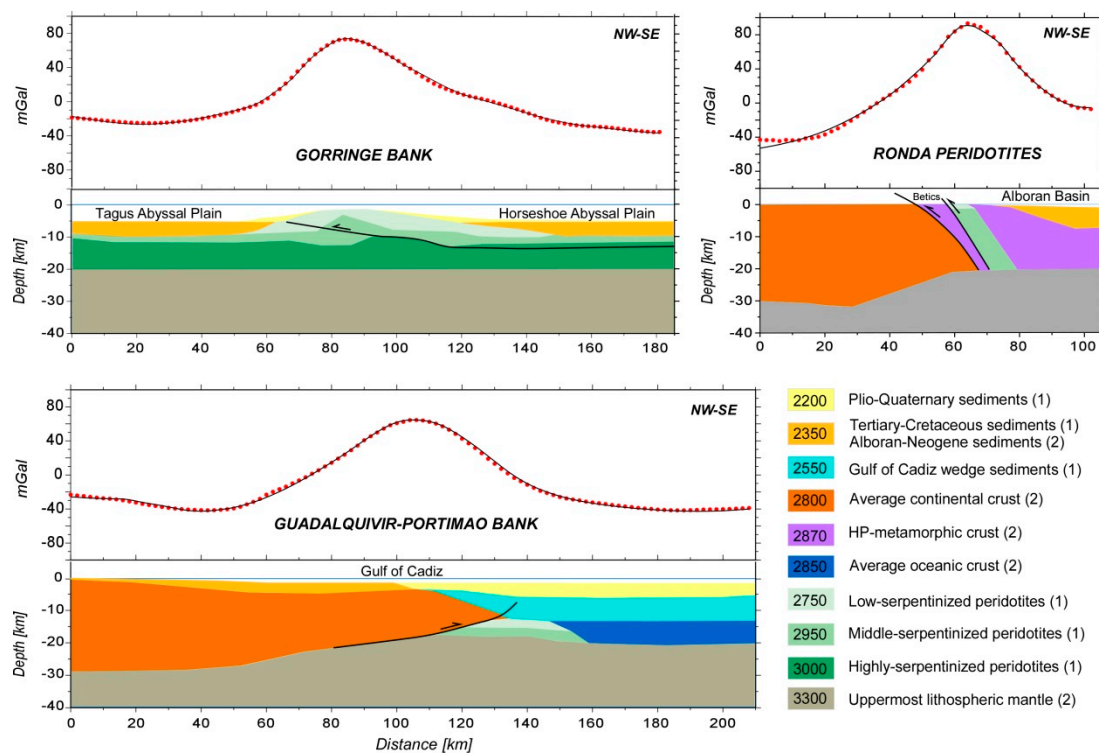 80
40
0
-40
-80
mGal
NW-SE
GORRINGE BANK
0
-10
-20
-30
-40
Depth [km]
Tagus Abyssal Plain
Horseshoe Abyssal Plain
0 20 40 60 80 100 120 140 160 180
80
40
0
-40
-80
mGal
NW-SE
RONDA PERIDOTITES
0
-10
-20
-30
-40
Depth [km]
Betics
Alboran Basin
0 20 40 60 80 100
80
40
0
-40
-80
mGal
NW-SE
GUADALQUIVIR-PORTIMAO BANK
Gulf of Cadiz
0
-10
-20
-30
-40
Depth [km]
0 20 40 60 80 100 120 140 160 180 200
Distance [km]
2200 Plio-Quaternary sediments (1)
2350 Tertiary-Cretaceous sediments (1)
Alboran-Neogene sediments (2)
2550 Gulf of Cadiz wedge sediments (1)
2800 Average continental crust (2)
2870 HP-metamorphic crust (2)
2850 Average oceanic crust (2)
2750 Low-serpentinized peridotites (1)
2950 Middle-serpentinized peridotites (1)
3000 Highly-serpentinized peridotites (1)
3300 Uppermost lithospheric mantle (2)